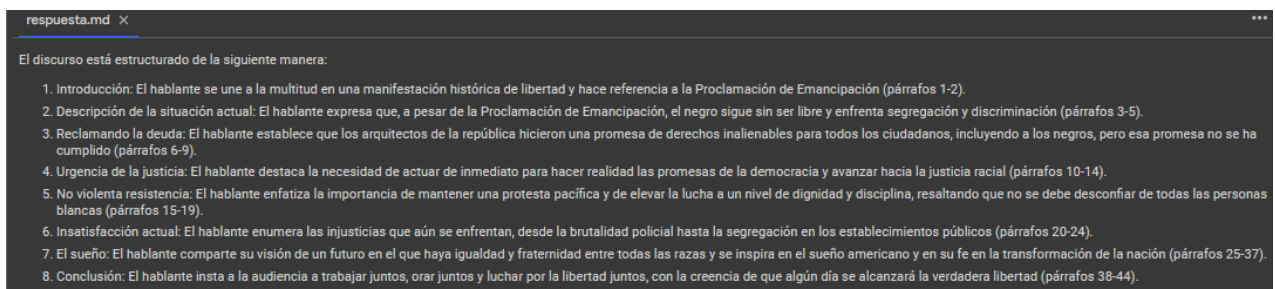 respuesta.md ×
El discurso está estructurado de la siguiente manera:
1. Introducción: El hablante se une a la multitud en una manifestación histórica de libertad y hace referencia a la Proclamación de Emancipación (párrafos 1-2).
2. Descripción de la situación actual: El hablante expresa que, a pesar de la Proclamación de Emancipación, el negro sigue sin ser libre y enfrenta segregación y discriminación (párrafos 3-5).
3. Reclamando la deuda: El hablante establece que los arquitectos de la república hicieron una promesa de derechos inalienables para todos los ciudadanos, incluyendo a los negros, pero esa promesa no se ha
cumplido (párrafos 6-9).
4. Urgencia de la justicia: El hablante destaca la necesidad de actuar de inmediato para hacer realidad las promesas de la democracia y avanzar hacia la justicia racial (párrafos 10-14).
5. No violenta resistencia: El hablante enfatiza la importancia de mantener una protesta pacífica y de elevar la lucha a un nivel de dignidad y disciplina, resaltando que no se debe desconfiar de todas las personas
blancas (párrafos 15-19).
6. Insatisfacción actual: El hablante enumera las injusticias que aún se enfrentan, desde la brutalidad policial hasta la segregación en los establecimientos públicos (párrafos 20-24).
7. El sueño: El hablante comparte su visión de un futuro en el que haya igualdad y fraternidad entre todas las razas y se inspira en el sueño americano y en su fe en la transformación de la nación (párrafos 25-37).
8. Conclusión: El hablante insta a la audiencia a trabajar juntos, orar juntos y luchar por la libertad juntos, con la creencia de que algún día se alcanzará la verdadera libertad (párrafos 38-44).